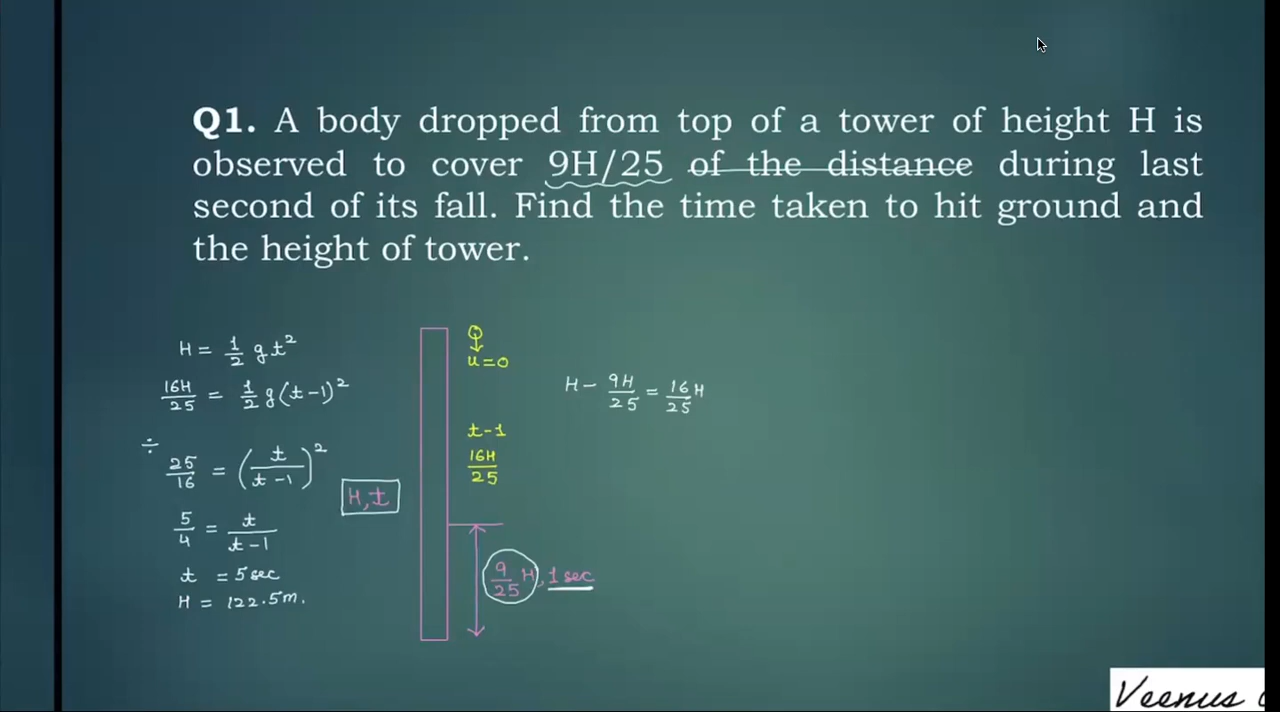 Q1. A body dropped from top of a tower of height H is
observed to cover 9H/25 of the distance during last
second of its fall. Find the time taken to hit ground and
the height of tower.
H = 1/2 gt²
16H/25 = 1/2 g(t-1)²
÷
25/16 = (t/t-1)²
5/4 = t/t-1
t = 5 sec
H = 122.5m.
H, t
u=0
t-1
16H/25
9/25 H, 1 sec
H - 9H/25 = 16/25 H
Veenus